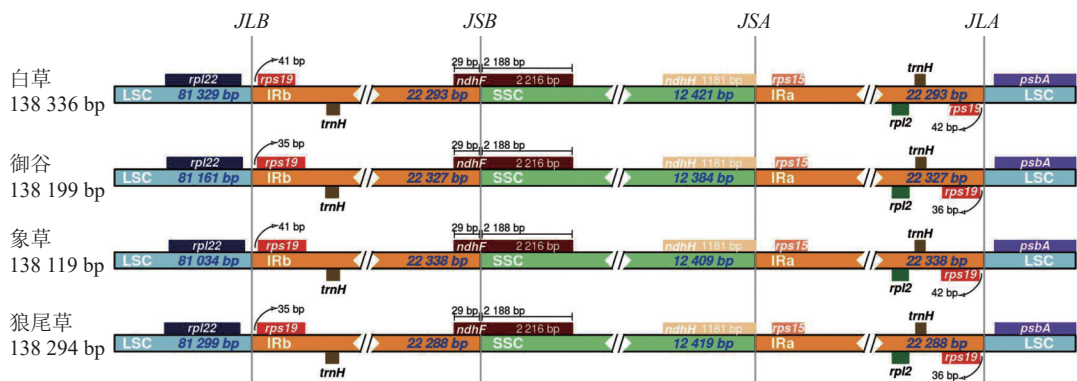 JLB JSB JSA JLA
白草
138 336 bp
rpl22 41 bp rps19 29 bp 2 188 bp ndhF 2 216 bp ndhH 1181 bp rps15 trnH psbA
LSC 81 329 bp IRb 22 293 bp SSC 12 421 bp IRa 22 293 bp LSC
trnH rpl2 rps19 42 bp
御谷
138 199 bp
rpl22 35 bp rps19 29 bp 2 188 bp ndhF 2 216 bp ndhH 1181 bp rps15 trnH psbA
LSC 81 161 bp IRb 22 327 bp SSC 12 384 bp IRa 22 327 bp LSC
trnH rpl2 rps19 36 bp
象草
138 119 bp
rpl22 41 bp rps19 29 bp 2 188 bp ndhF 2 216 bp ndhH 1181 bp rps15 trnH psbA
LSC 81 034 bp IRb 22 338 bp SSC 12 409 bp IRa 22 338 bp LSC
trnH rpl2 rps19 42 bp
狼尾草
138 294 bp
rpl22 35 bp rps19 29 bp 2 188 bp ndhF 2 216 bp ndhH 1181 bp rps15 trnH psbA
LSC 81 299 bp IRb 22 288 bp SSC 12 419 bp IRa 22 288 bp LSC
trnH rpl2 rps19 36 bp